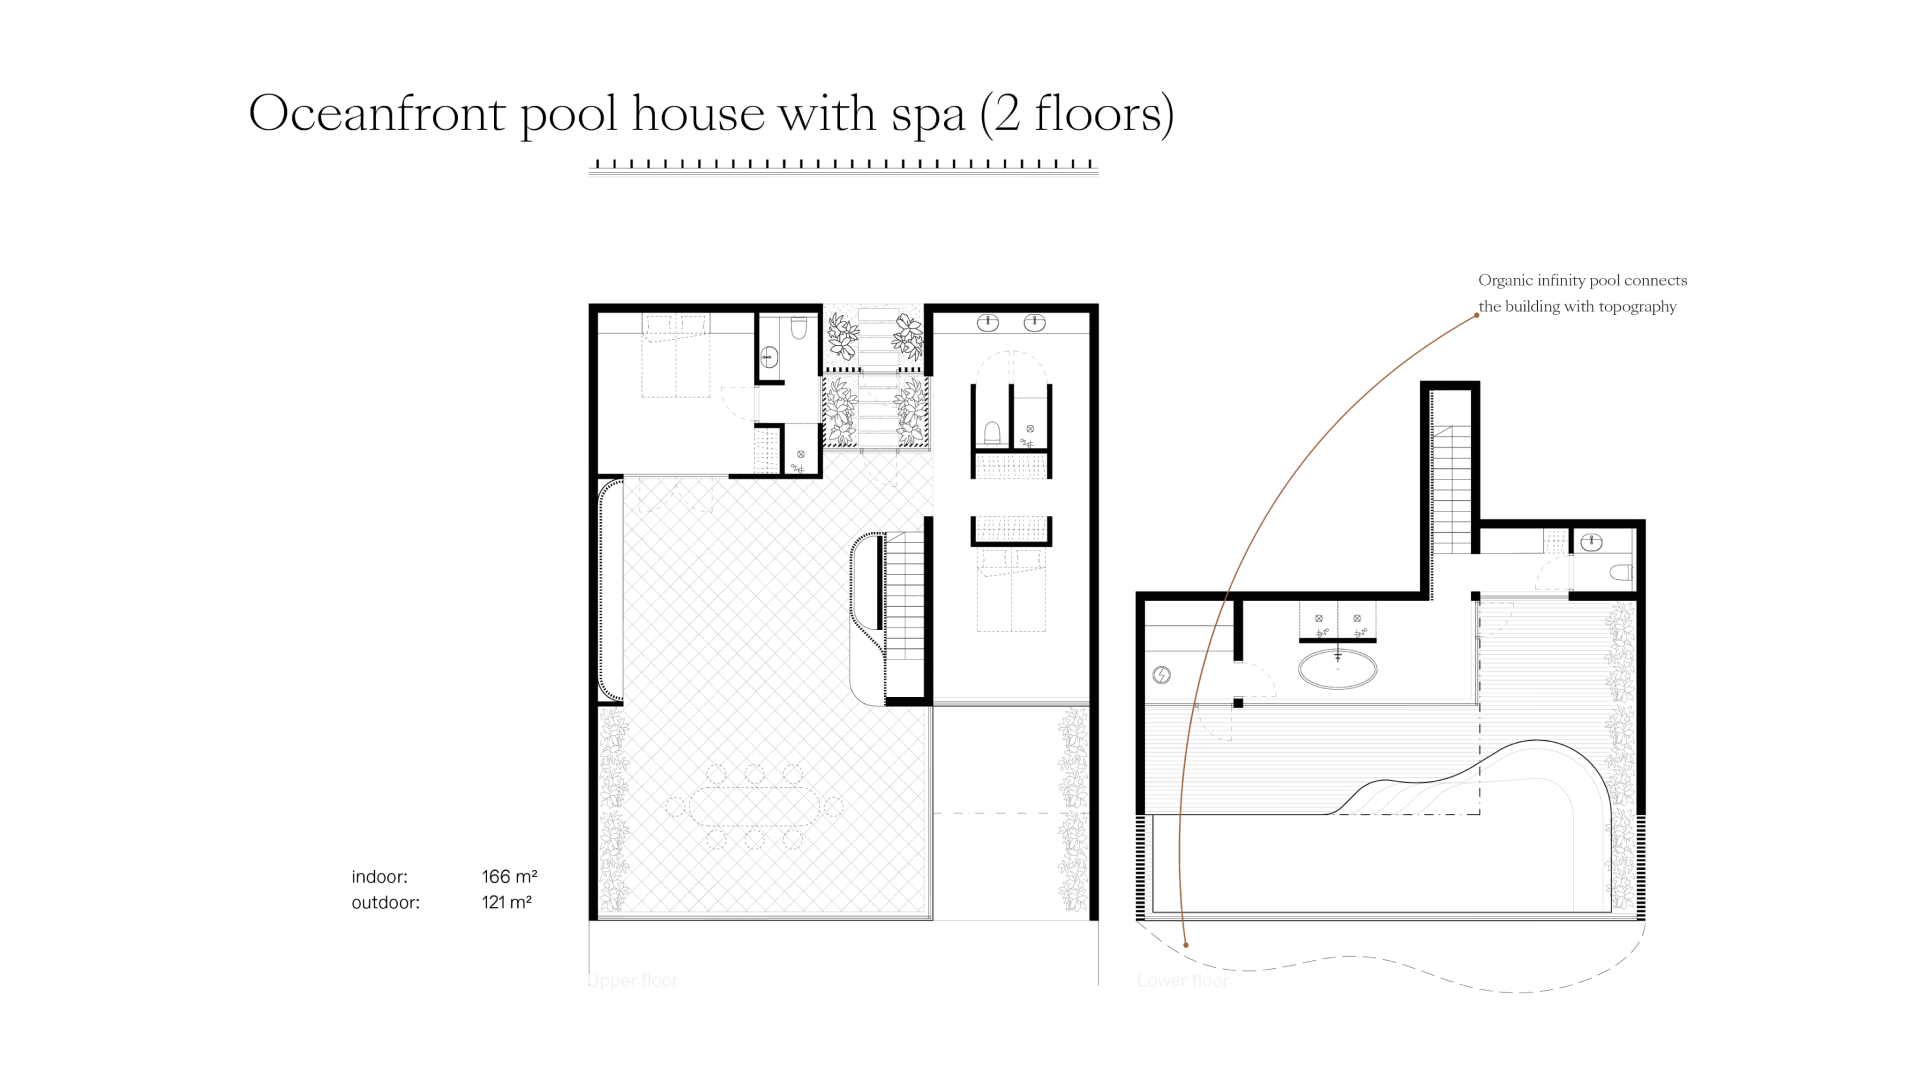 Oceanfront pool house with spa (2 floors)
Organic infinity pool connects
the building with topography
indoor: 166 m²
outdoor: 121 m²
Upper floor
Lower floor